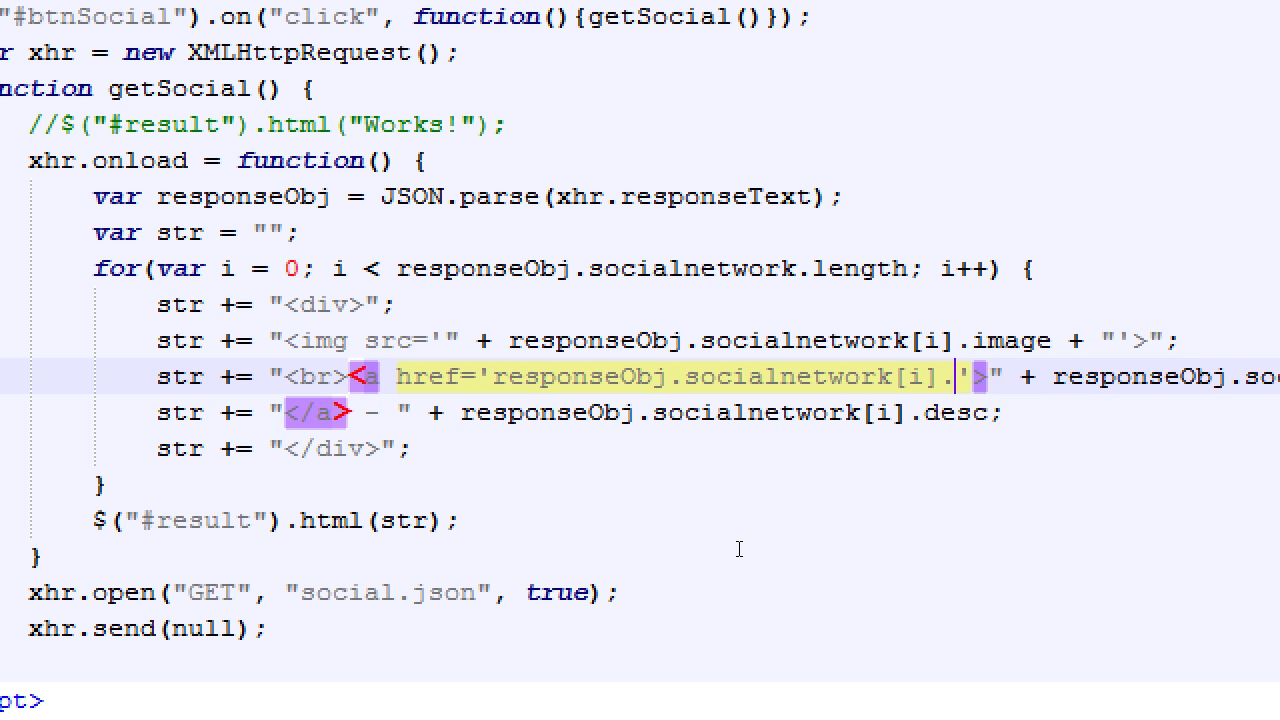 "#btnSocial").on("click", function(){getSocial()});
r xhr = new XMLHttpRequest();
nction getSocial() {
//$("#result").html("Works!");
xhr.onload = function() {
var responseObj = JSON.parse(xhr.responseText);
var str = "";
for(var i = 0; i < responseObj.socialnetwork.length; i++) {
str += "<div>";
str += "<img src='" + responseObj.socialnetwork[i].image + "'>";
str += "<br><a href='responseObj.socialnetwork[i].'>" + responseObj.so
str += "</a> - " + responseObj.socialnetwork[i].desc;
str += "</div>";
}
$("#result").html(str);
}
xhr.open("GET", "social.json", true);
xhr.send(null);
pt>